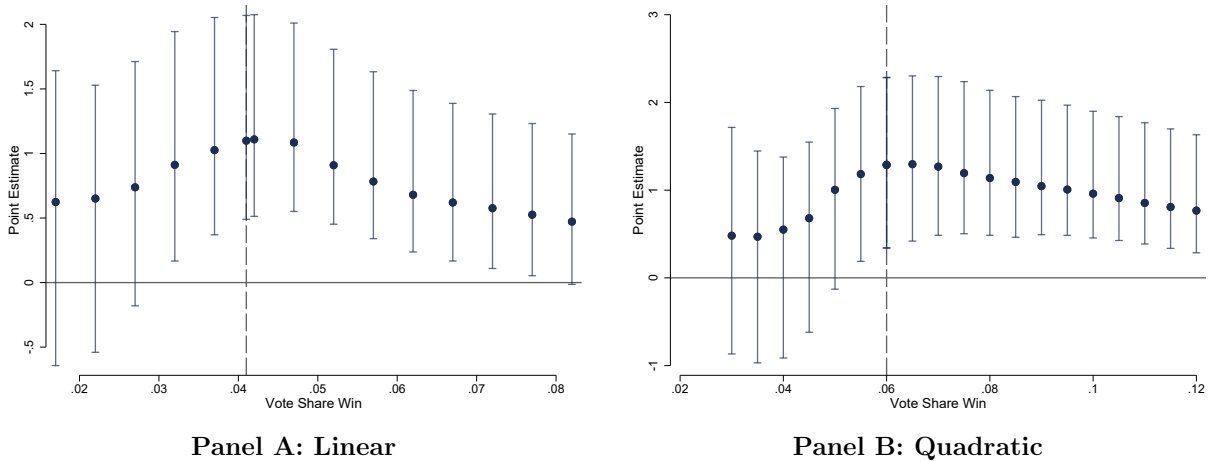 Point Estimate
2
1.5
1
.5
0
-.5
.02 .03 .04 .05 .06 .07 .08
Vote Share Win
Panel A: Linear
Point Estimate
3
2
1
0
-1
.02 .04 .06 .08 .1 .12
Vote Share Win
Panel B: Quadratic